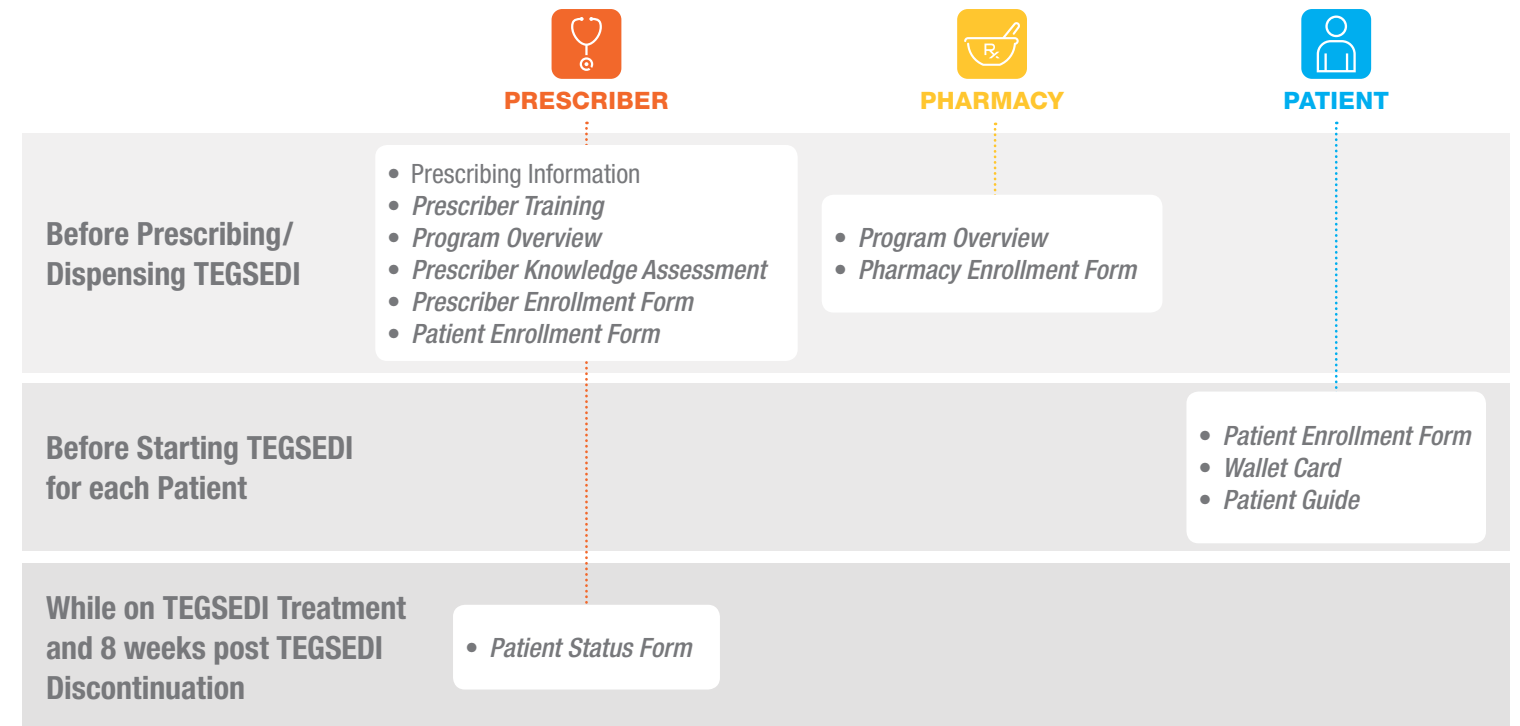 PRESCRIBER
PHARMACY
PATIENT
Before Prescribing/
Dispensing TEGSEDI
• Prescribing Information
• Prescriber Training
• Program Overview
• Prescriber Knowledge Assessment
• Prescriber Enrollment Form
• Patient Enrollment Form
• Program Overview
• Pharmacy Enrollment Form
Before Starting TEGSEDI
for each Patient
• Patient Enrollment Form
• Wallet Card
• Patient Guide
While on TEGSEDI Treatment
and 8 weeks post TEGSEDI
Discontinuation
• Patient Status Form